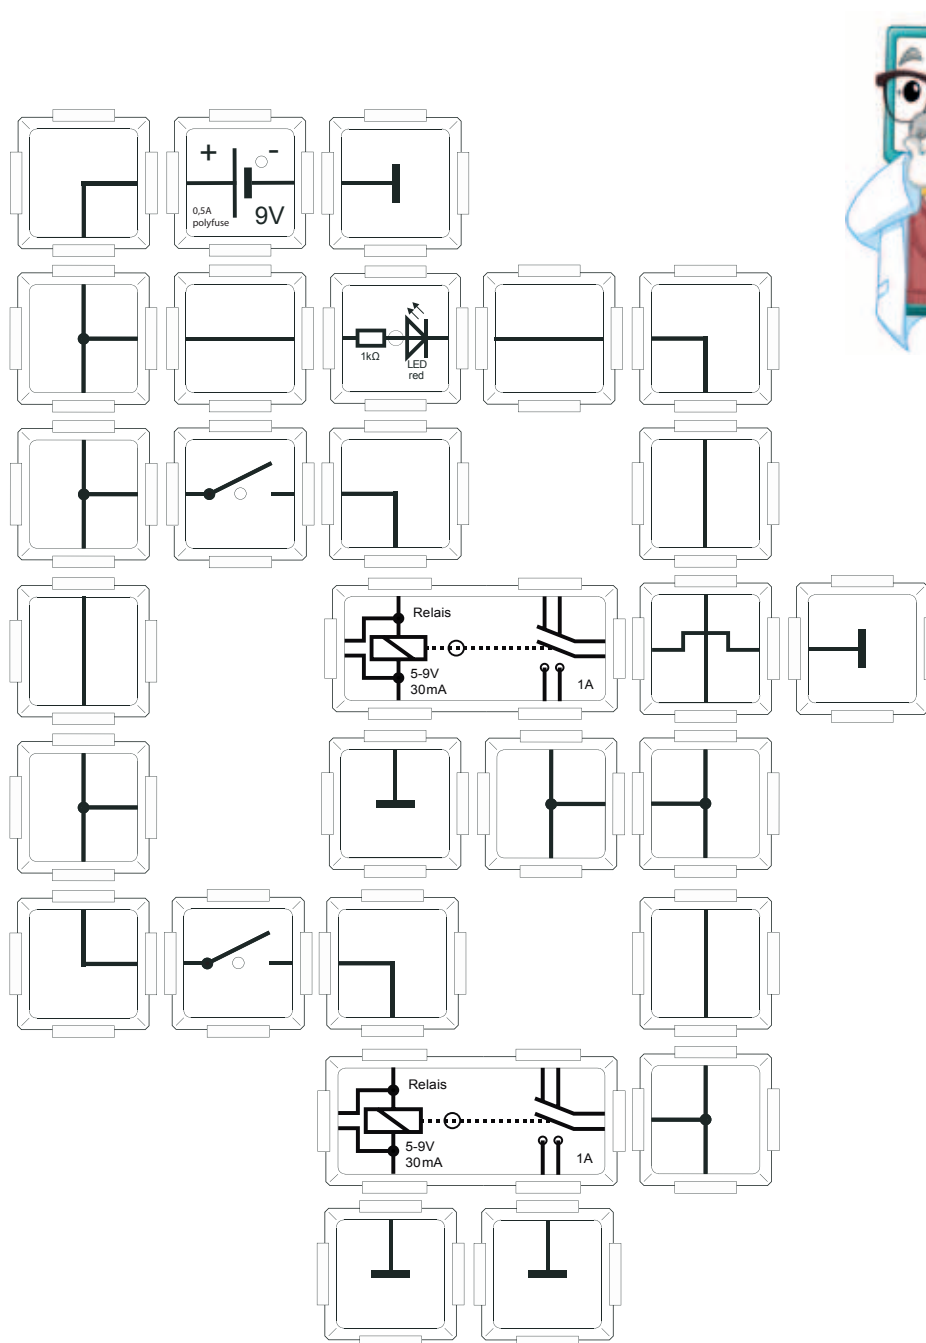 + -
0,5A
polyfuse
9V
1kΩ
LED
red
Relais
5-9V
30mA
1A
Relais
5-9V
30mA
1A